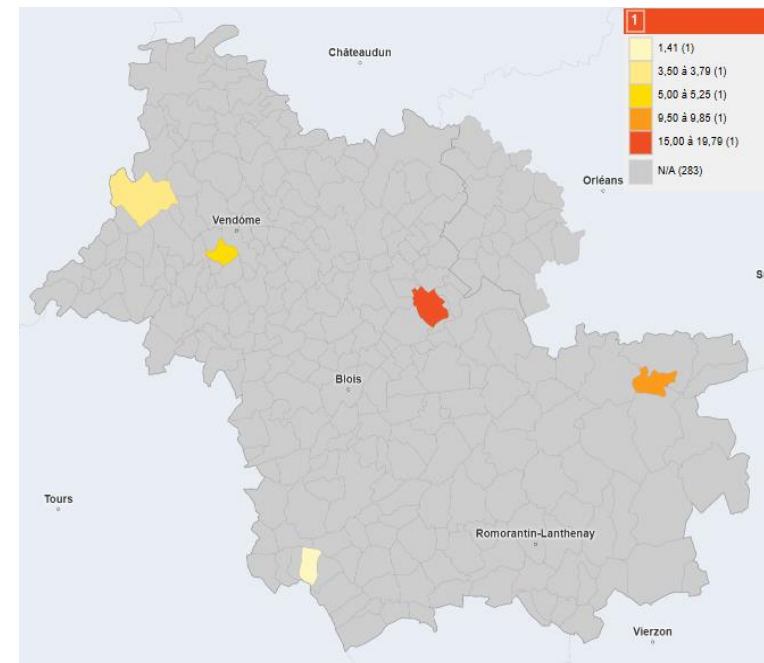 1
Châteaudun
1,41 (1)
3,50 à 3,79 (1)
5,00 à 5,25 (1)
9,50 à 9,85 (1)
15,00 à 19,79 (1)
N/A (283)
Orléans
Vendôme
S
Blois
Tours
Romorantin-Lanthenay
Vierzon